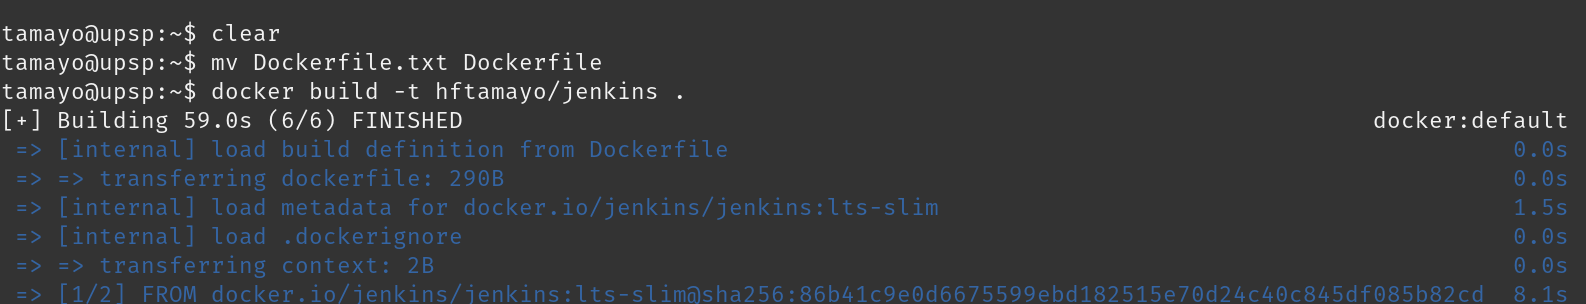 tamayo@upsp:~$ clear
tamayo@upsp:~$ mv Dockerfile.txt Dockerfile
tamayo@upsp:~$ docker build -t hftamayo/jenkins .
[+] Building 59.0s (6/6) FINISHED docker:default
=> [internal] load build definition from Dockerfile 0.0s
=> => transferring dockerfile: 290B 0.0s
=> [internal] load metadata for docker.io/jenkins/jenkins:lts-slim 1.5s
=> [internal] load .dockerignore 0.0s
=> => transferring context: 2B 0.0s
=> [1/2] FROM docker.io/jenkins/jenkins:lts-slim@sha256:86b41c9e0d6675599ebd182515e70d24c40c845df085b82cd 8.1s